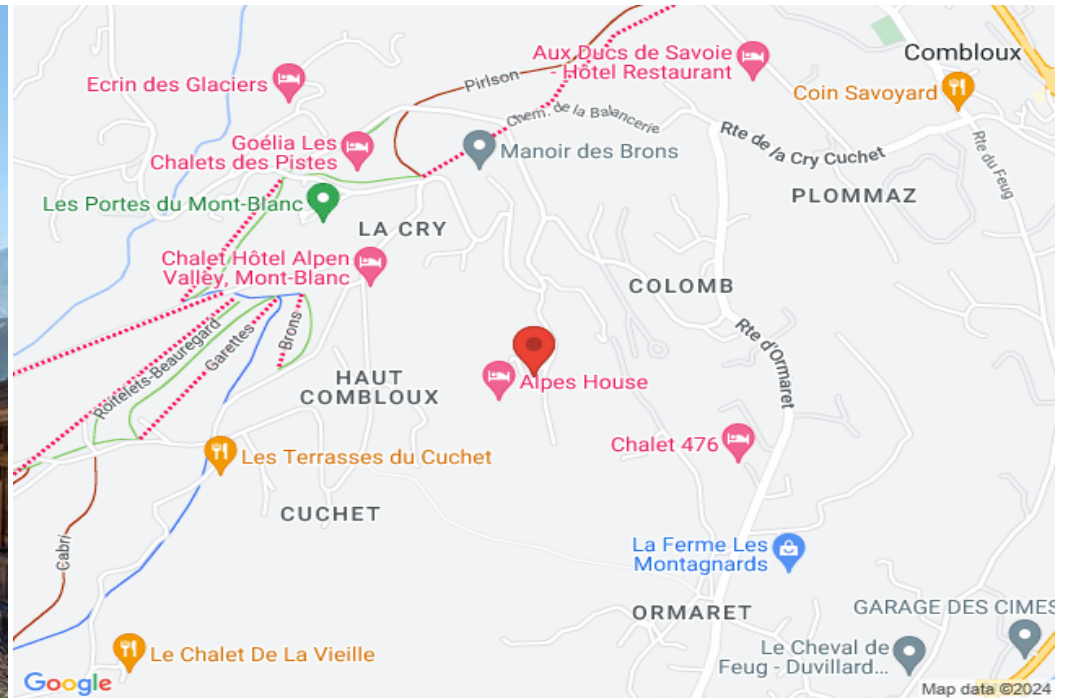 Combloux
Aux Ducs de Savoie
- Hôtel Restaurant
Ecrin des Glaciers
Pirlson
Coin Savoyard
Chem. de la Balancerie
Rte de la Cry Cuchet
Rte du Feug
Goélia Les
Chalets des Pistes
Manoir des Brons
PLOMMAZ
Les Portes du Mont-Blanc
LA CRY
Chalet Hôtel Alpen
Valley, Mont-Blanc
COLOMB
Rte d'Ormaret
Roitelets-Beauregard
Garettes
Brons
HAUT
COMBLOUX
Alpes House
Chalet 476
Les Terrasses du Cuchet
CUCHET
Cabri
La Ferme Les
Montagnards
ORMARET
GARAGE DES CIMES
Le Cheval de
Feug - Duvillard...
Le Chalet De La Vieille
Google
Map data ©2024